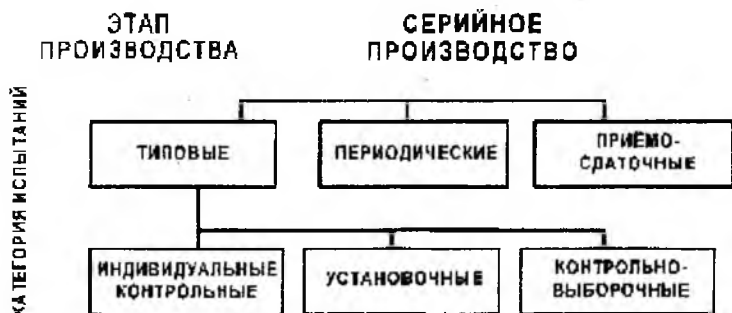 ЭТАП
ПРОИЗВОДСТВА
СЕРИЙНОЕ
ПРОИЗВОДСТВО
КАТЕГОРИЯ ИСПЫТАНИЙ
ТИПОВЫЕ
ПЕРИОДИЧЕСКИЕ
ПРИЁМО-
СДАТОЧНЫЕ
ИНДИВИДУАЛЬНЫЕ
КОНТРОЛЬНЫЕ
УСТАНОВОЧНЫЕ
КОНТРОЛЬНО-
ВЫБОРОЧНЫЕ